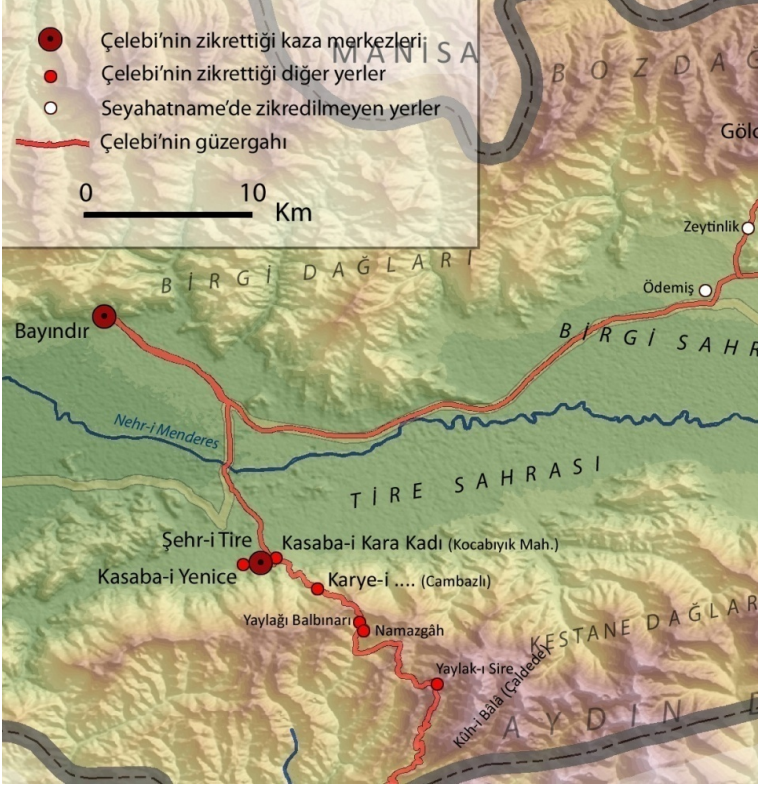 Çelebi'nin zikrettiği kaza merkezleri
MANİSA
Çelebi'nin zikrettiği diğer yerler
Seyahatname'de zikredilmeyen yerler
Çelebi'nin güzergahı
0 10
Km
BOZDAĞ
Gölc
Zeytinlik
BİRGİ DAĞLARI
Ödemiş
Bayındır
BİRGİ SAHR
Nehr-i Menderes
TİRE SAHRASI
Şehr-i Tire
Kasaba-i Kara Kadı (Kocabıyık Mah.)
Kasaba-i Yenice
Karye-i .... (Cambazlı)
Yaylağı Balbınarı
Namazgâh
KESTANE DAĞLAR
Yaylak-ı Sire
Kûh-i Bâlâ (Çaldede)
AYDIN D